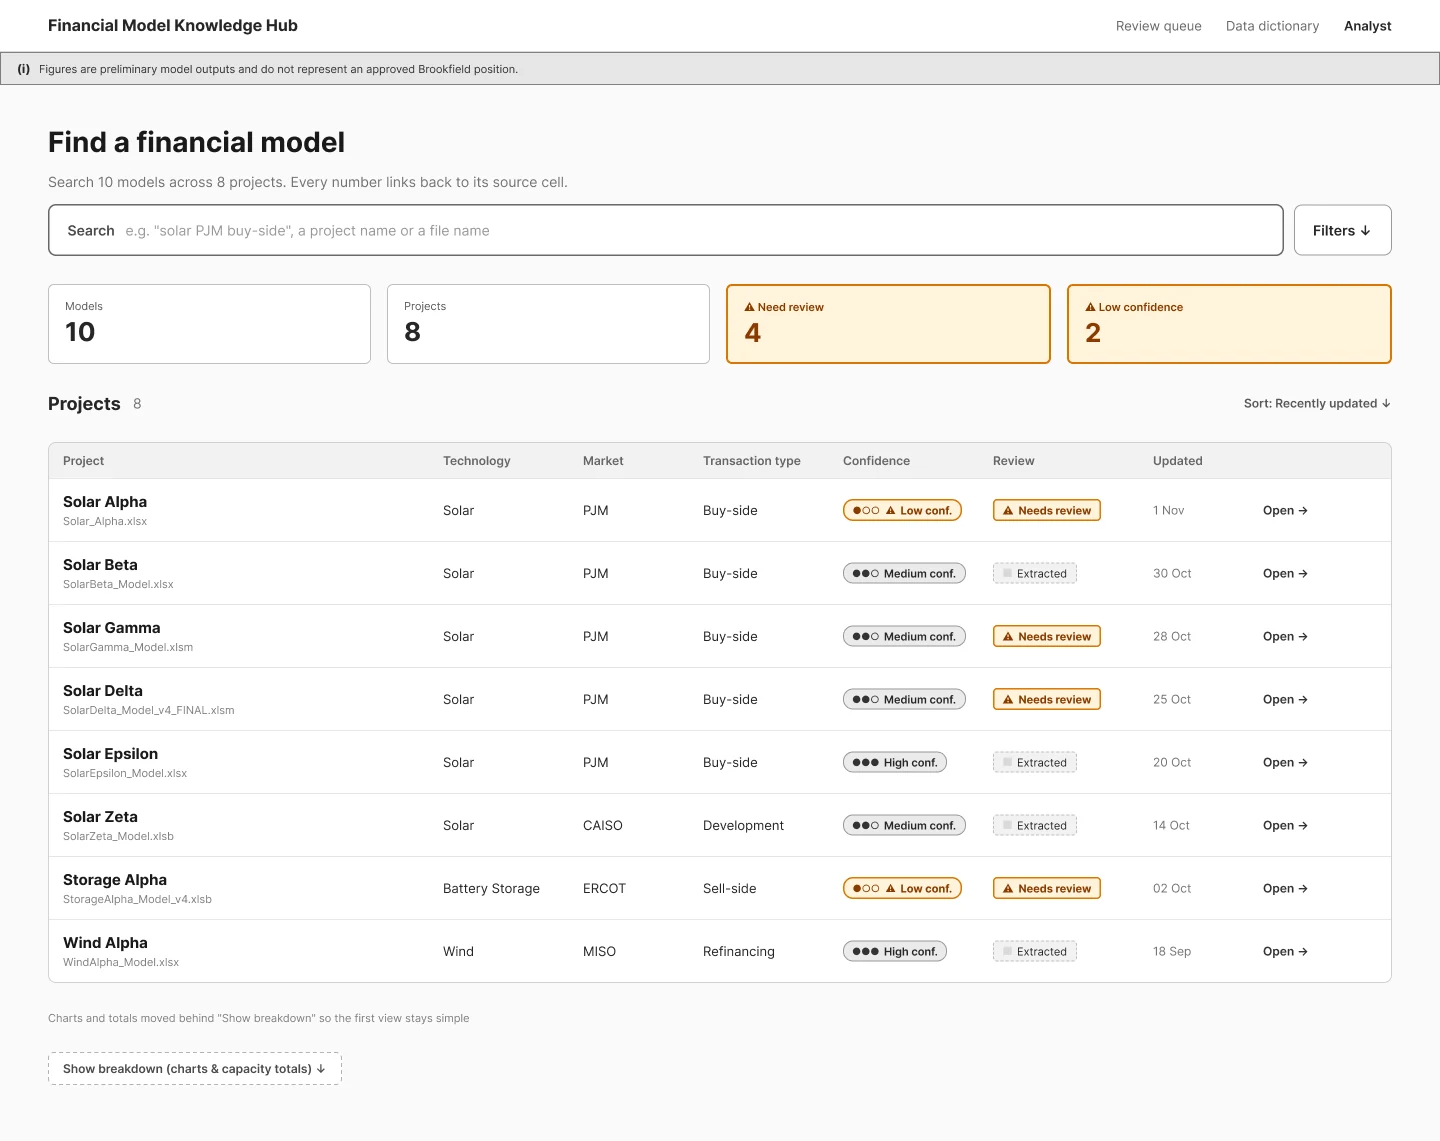 Financial Model Knowledge Hub
Review queue Data dictionary Analyst
(i) Figures are preliminary model outputs and do not represent an approved Brookfield position.
Find a financial model
Search 10 models across 8 projects. Every number links back to its source cell.
Search e.g. "solar PJM buy-side", a project name or a file name
Filters ↓
Models
10
Projects
8
⚠ Need review
4
⚠ Low confidence
2
Projects 8
Sort: Recently updated ↓
Project Technology Market Transaction type Confidence Review Updated
Solar Alpha
Solar_Alpha.xlsx
Solar PJM Buy-side ●○○ ⚠ Low conf. ⚠ Needs review 1 Nov Open →
Solar Beta
SolarBeta_Model.xlsx
Solar PJM Buy-side ●●○ Medium conf. Extracted 30 Oct Open →
Solar Gamma
SolarGamma_Model.xlsm
Solar PJM Buy-side ●●○ Medium conf. ⚠ Needs review 28 Oct Open →
Solar Delta
SolarDelta_Model_v4_FINAL.xlsm
Solar PJM Buy-side ●●○ Medium conf. ⚠ Needs review 25 Oct Open →
Solar Epsilon
SolarEpsilon_Model.xlsx
Solar PJM Buy-side ●●● High conf. Extracted 20 Oct Open →
Solar Zeta
SolarZeta_Model.xlsb
Solar CAISO Development ●●○ Medium conf. Extracted 14 Oct Open →
Storage Alpha
StorageAlpha_Model_v4.xlsb
Battery Storage ERCOT Sell-side ●○○ ⚠ Low conf. ⚠ Needs review 02 Oct Open →
Wind Alpha
WindAlpha_Model.xlsx
Wind MISO Refinancing ●●● High conf. Extracted 18 Sep Open →
Charts and totals moved behind "Show breakdown" so the first view stays simple
Show breakdown (charts & capacity totals) ↓